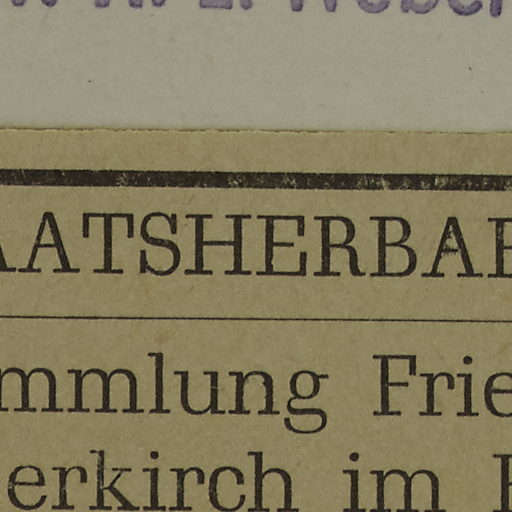 AATSHERBAR
mmlung Frie
erkirch im